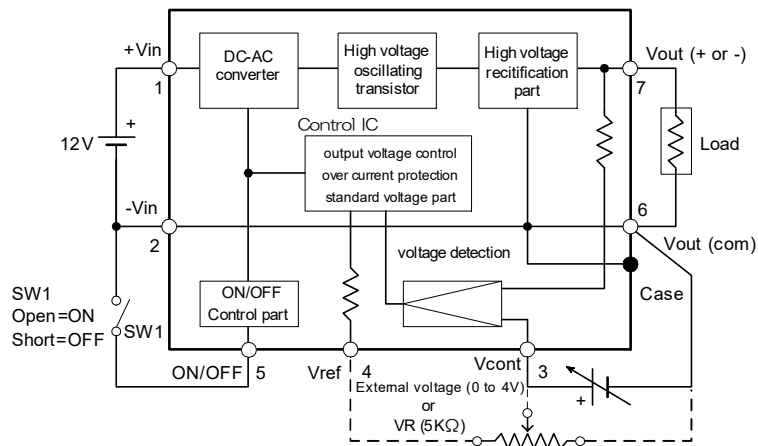 +Vin
1
DC-AC
converter
High voltage
oscillating
transistor
High voltage
rectification
part
Vout (+ or -)
7
Control IC
output voltage control
over current protection
standard voltage part
12V
+
Load
-Vin
2
6
Vout (com)
voltage detection
Case
SW1
Open=ON
Short=OFF
SW1
ON/OFF
Control part
ON/OFF
5
Vref
4
Vcont
3
External voltage (0 to 4V)
or
VR (5KΩ)
+